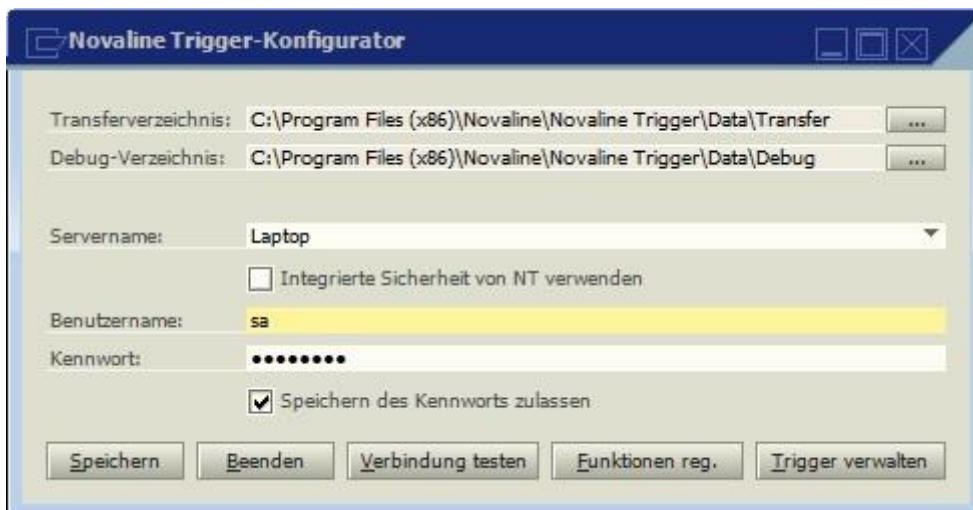 Novaline Trigger-Konfigurator
Transferverzeichnis: C:\Program Files (x86)\Novaline\Novaline Trigger\Data\Transfer ...
Debug-Verzeichnis: C:\Program Files (x86)\Novaline\Novaline Trigger\Data\Debug ...
Servername: Laptop
Integrierte Sicherheit von NT verwenden
Benutzername: sa
Kennwort: ••••••••
Speichern des Kennworts zulassen
Speichern Beenden Verbindung testen Funktionen reg. Trigger verwalten